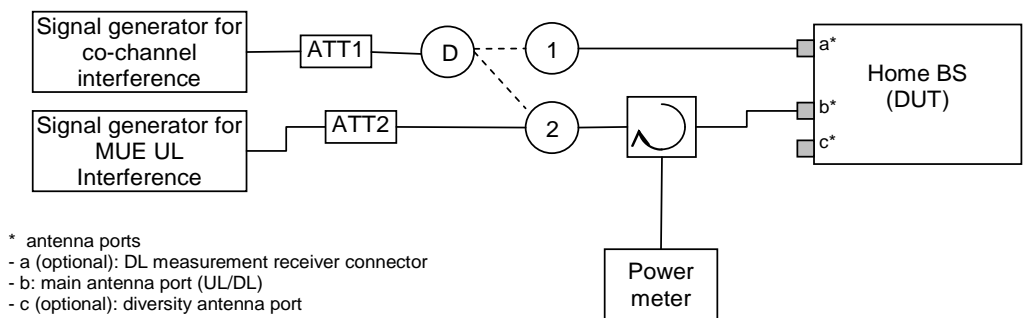 Signal generator for
co-channel
interference
ATT1
D
1
a*
Home BS
(DUT)
Signal generator for
MUE UL
Interference
ATT2
2
b*
c*
Power
meter
* antenna ports
- a (optional): DL measurement receiver connector
- b: main antenna port (UL/DL)
- c (optional): diversity antenna port